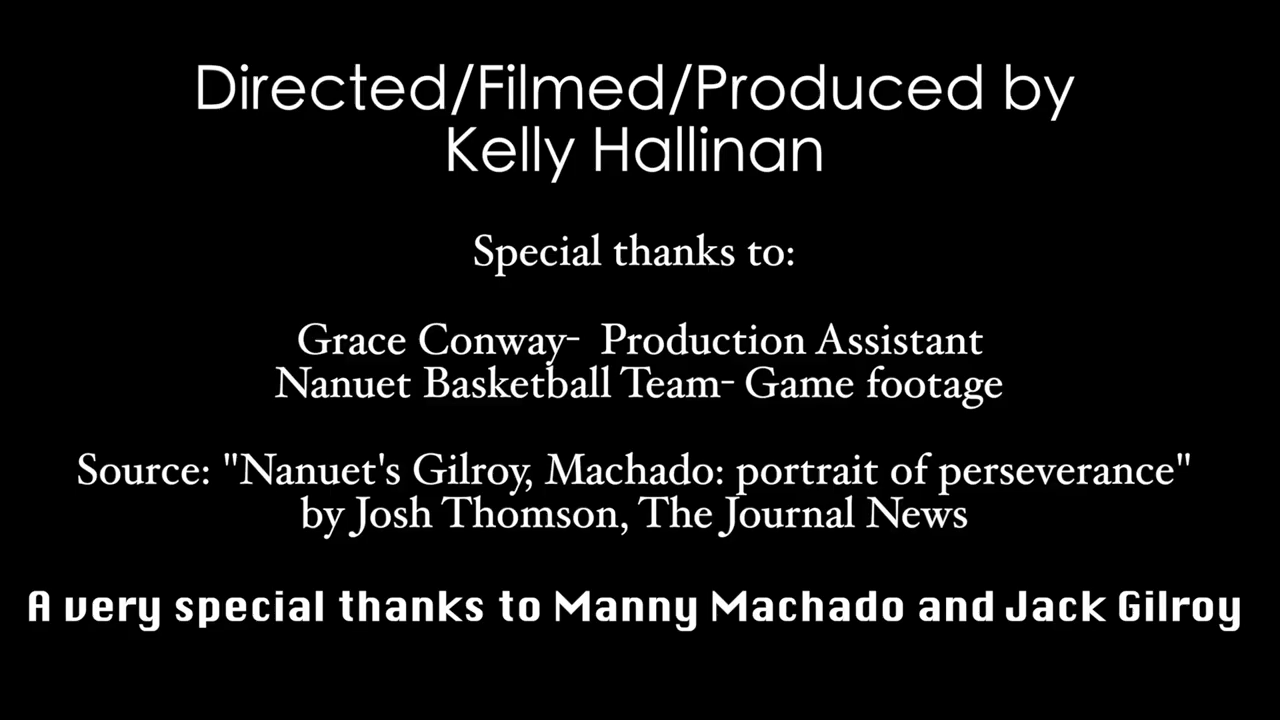 Directed/Filmed/Produced by
Kelly Hallinan
Special thanks to:
Grace Conway-  Production Assistant
Nanuet Basketball Team- Game footage
Source: "Nanuet's Gilroy, Machado: portrait of perseverance"
by Josh Thomson, The Journal News
A very special thanks to Manny Machado and Jack Gilroy